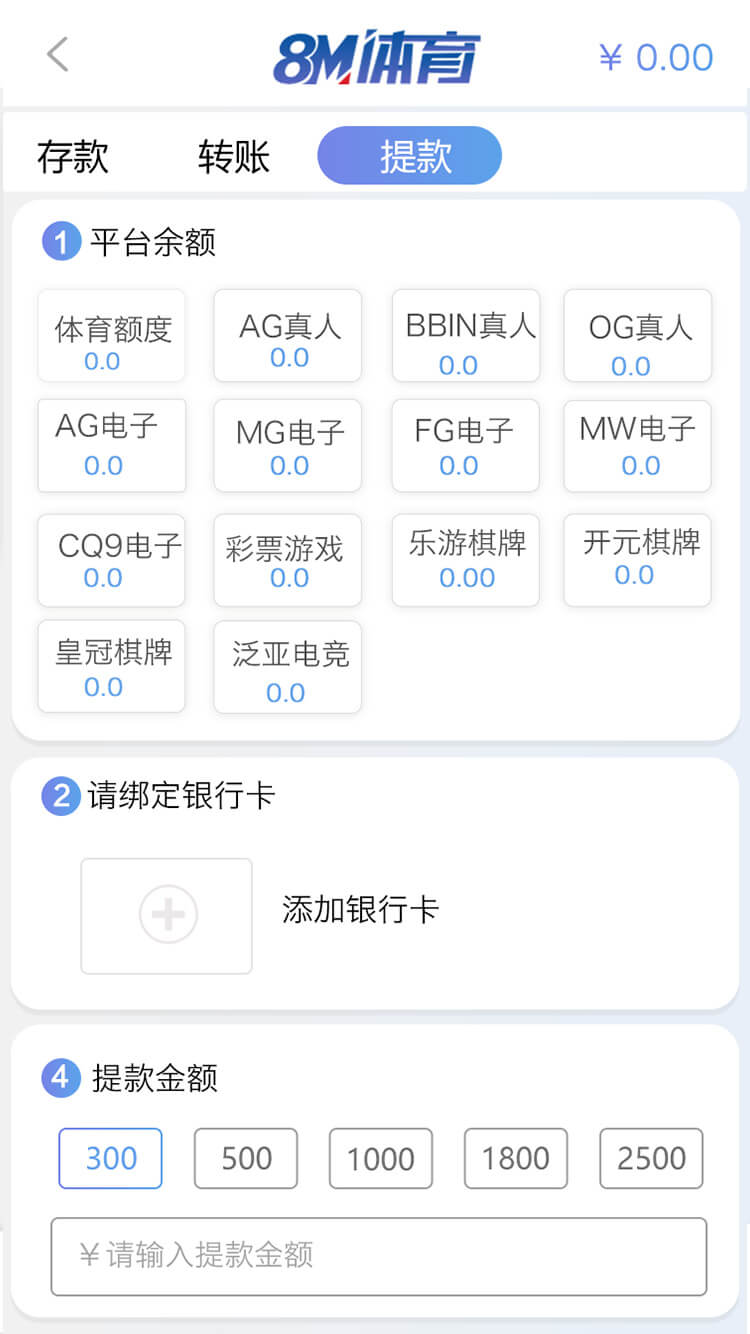 8M体育 ￥ 0.00
存款 转账 提款
1 平台余额
体育额度 AG真人 BBIN真人 OG真人
0.0 0.0 0.0 0.0
AG电子 MG电子 FG电子 MW电子
0.0 0.0 0.0 0.0
CQ9电子 彩票游戏 乐游棋牌 开元棋牌
0.0 0.0 0.00 0.0
皇冠棋牌 泛亚电竞
0.0 0.0
2 请绑定银行卡
添加银行卡
4 提款金额
300 500 1000 1800 2500
￥请输入提款金额